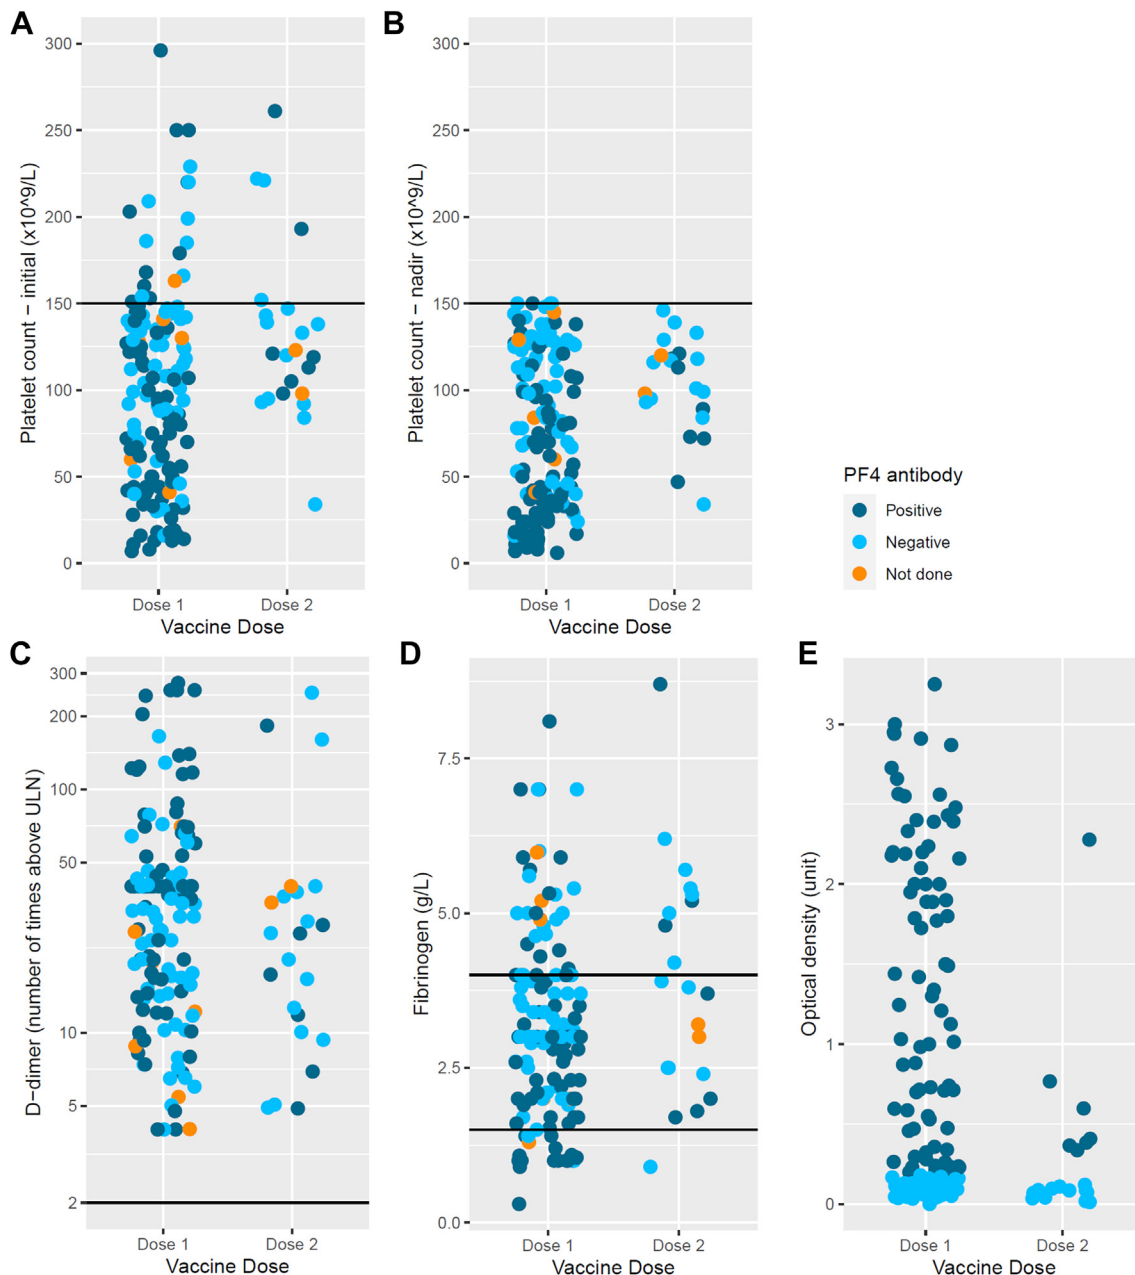 A
Platelet count − initial (x10^9/L)
300
250
200
150
100
50
0
Dose 1
Dose 2
Vaccine Dose
B
Platelet count − nadir (x10^9/L)
300
250
200
150
100
50
0
Dose 1
Dose 2
Vaccine Dose
PF4 antibody
Positive
Negative
Not done
C
D−dimer (number of times above ULN)
300
200
100
50
10
5
2
Dose 1
Dose 2
Vaccine Dose
D
Fibrinogen (g/L)
7.5
5.0
2.5
0.0
Dose 1
Dose 2
Vaccine Dose
E
Optical density (unit)
3
2
1
0
Dose 1
Dose 2
Vaccine Dose